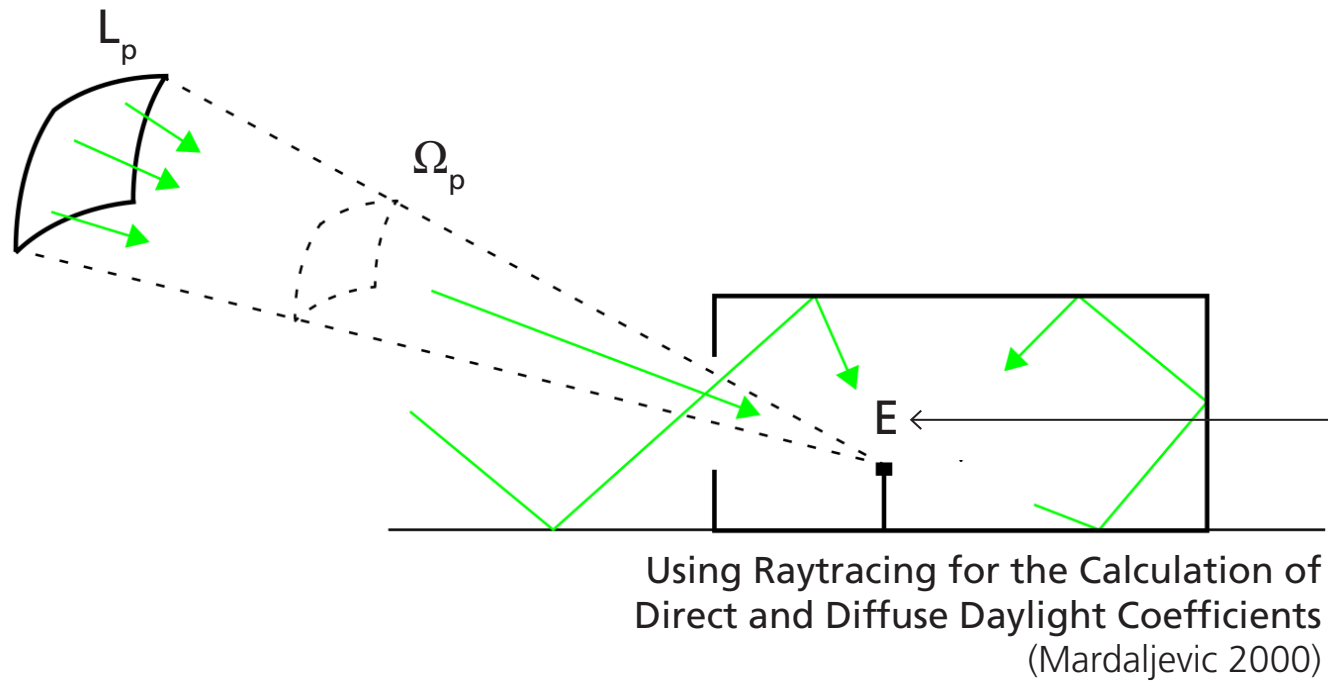 Lp
Ωp
E
Using Raytracing for the Calculation of
Direct and Diffuse Daylight Coefficients
(Mardaljevic 2000)